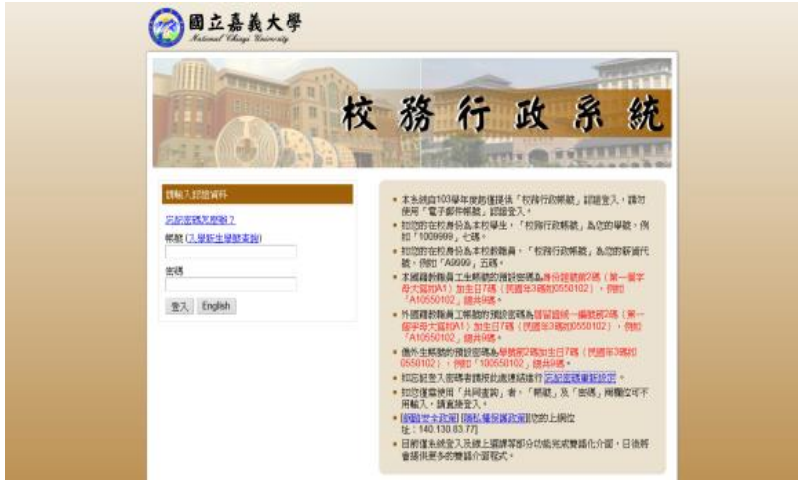 國立嘉義大學
National Chiayi University
校務行政系統
請輸入認證資料
忘記密碼怎麼辦？
帳號 (入學新生學號查詢)
密碼
登入 English
本系統自103學年度起僅提供「校務行政帳號」認證登入，請勿
使用「電子郵件帳號」認證登入。
如您的在校身份為本校學生，「校務行政帳號」為您的學號，例
如「1009999」七碼。
如您的在校身份為本校教職員，「校務行政帳號」為您的薪資代
號，例如「A9999」五碼。
本國籍教職員工生帳號的預設密碼為身份證號前2碼（第一個字
母大寫如A1）加生日7碼（民國年3碼如0550102），例如
「A10550102」總共9碼。
外國籍教職員工帳號的預設密碼為居留證統一編號前2碼（第一
個字母大寫如A1）加生日7碼（民國年3碼如0550102），例如
「A10550102」總共9碼。
僑外生帳號的預設密碼為學號前2碼加生日7碼（民國年3碼如
0550102），例如「100550102」總共9碼。
如忘記登入密碼者請按此處連結進行忘記密碼重新設定。
如您僅需使用「共同查詢」者，「帳號」及「密碼」兩欄位可不
用輸入，請直接登入。
[網路安全政策] [隱私權保護政策][您的上網位
址：140.130.83.77]
目前僅系統登入及線上選課等部分功能完成雙語化介面，日後將
會提供更多的雙語介面程式。